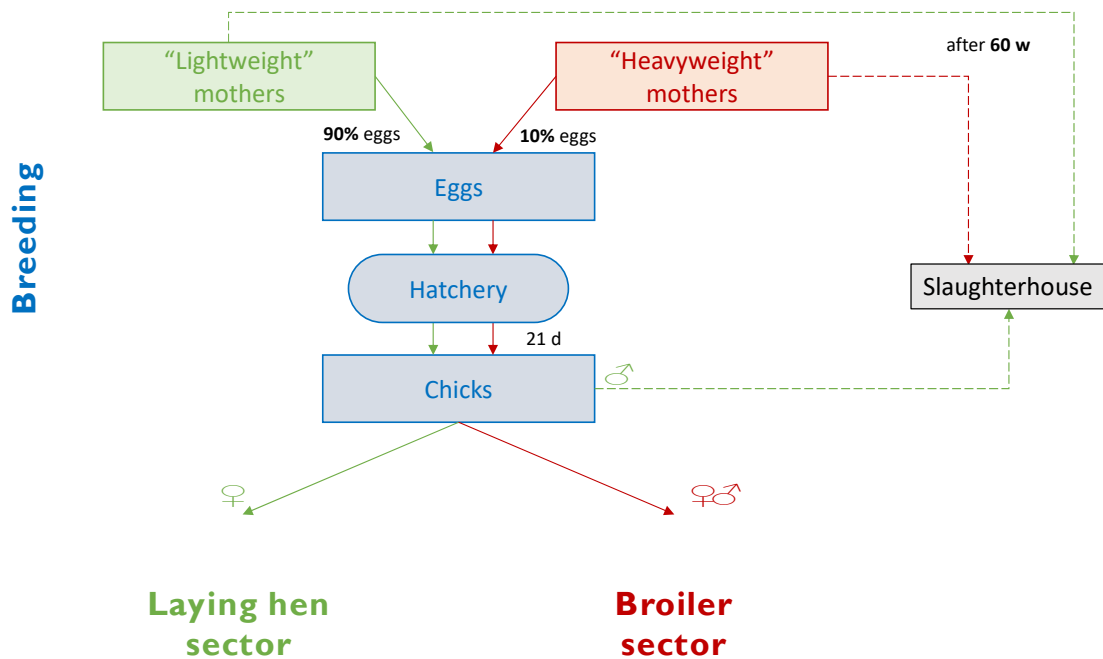 “Lightweight”
mothers
“Heavyweight”
mothers
after 60 w
90% eggs
10% eggs
Breeding
Eggs
Hatchery
Slaughterhouse
21 d
Chicks
♂
♀
♀♂
Laying hen
sector
Broiler
sector